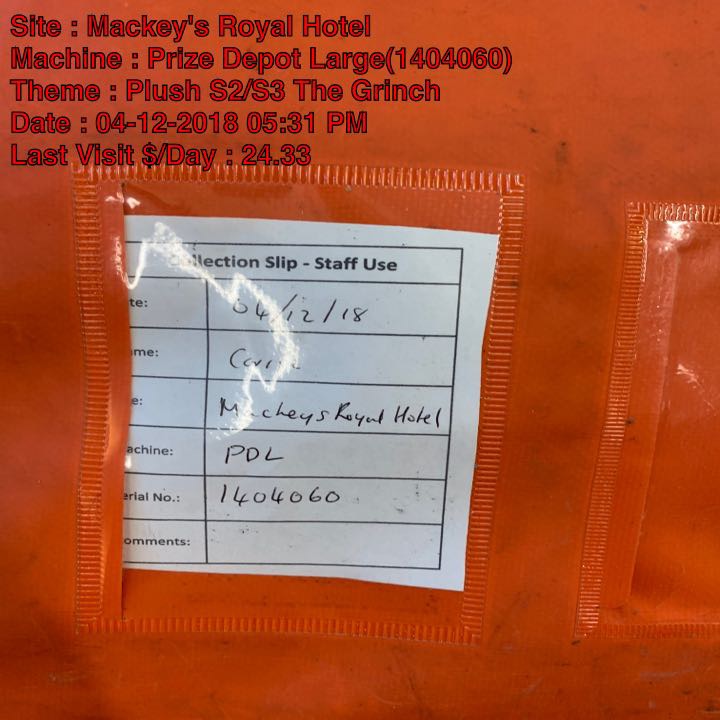 Site : Mackey's Royal Hotel
Machine : Prize Depot Large(1404060)
Theme : Plush S2/S3 The Grinch
Date : 04-12-2018 05:31 PM
Last Visit $/Day : 24.33
llection Slip - Staff Use
te: 04/12/18
me:
e: Mackeys Royal Hotel
achine: PDL
erial No.: 1404060
omments: